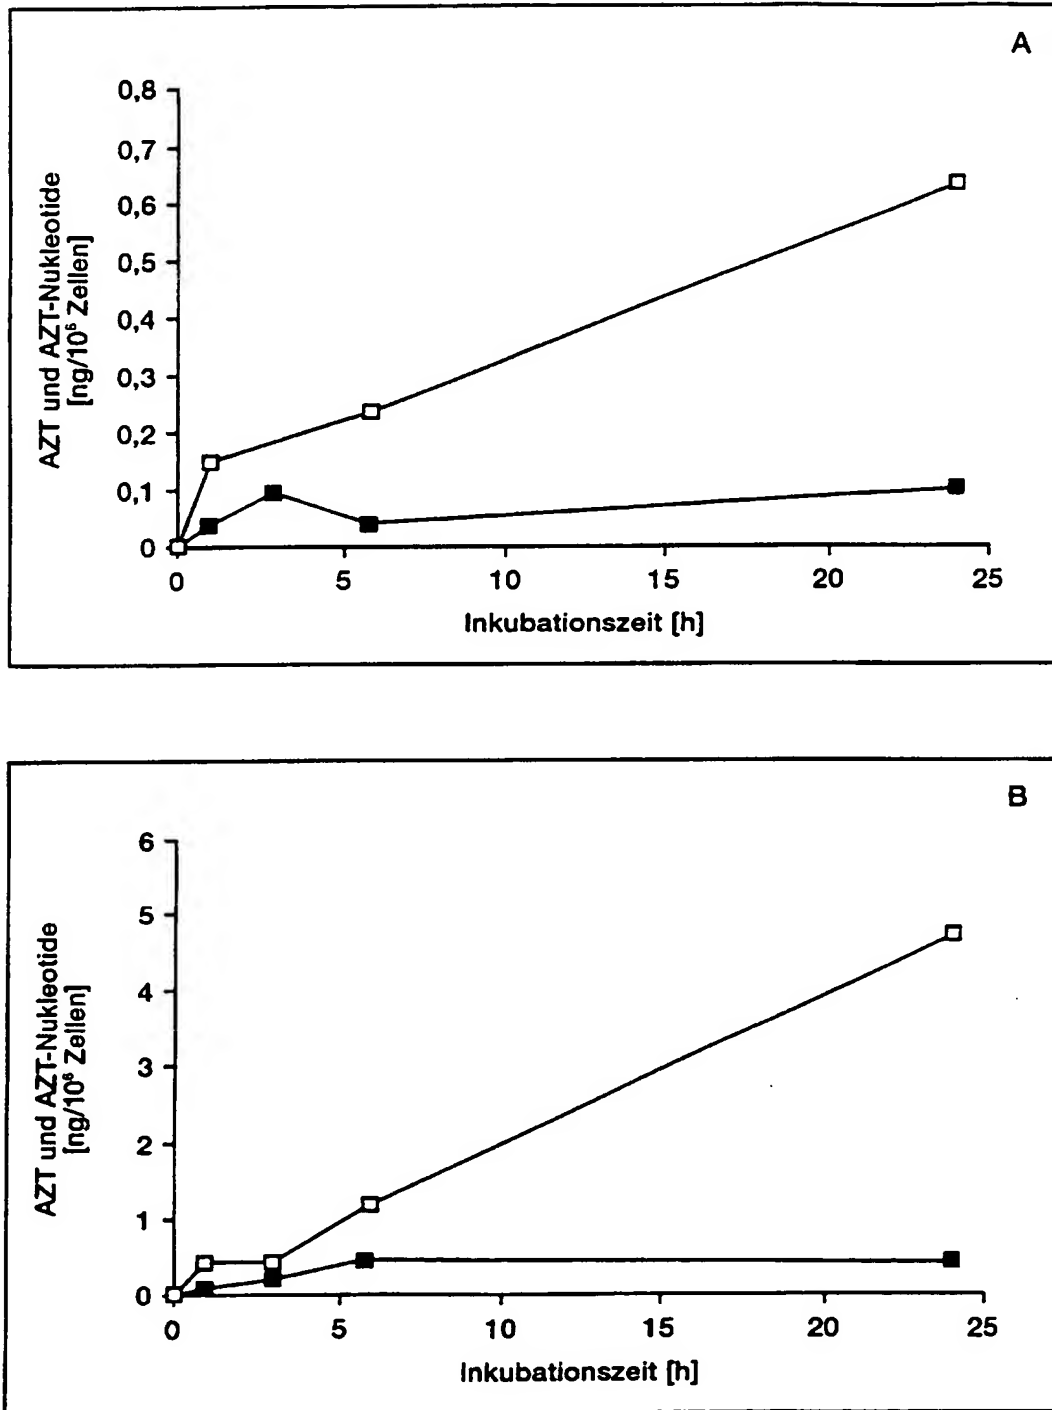 A
0,8
0,7
0,6
0,5
0,4
0,3
0,2
0,1
0
AZT und AZT-Nukleotide
[ng/10⁶ Zellen]
0 5 10 15 20 25
Inkubationszeit [h]
B
6
5
4
3
2
1
0
AZT und AZT-Nukleotide
[ng/10⁶ Zellen]
0 5 10 15 20 25
Inkubationszeit [h]